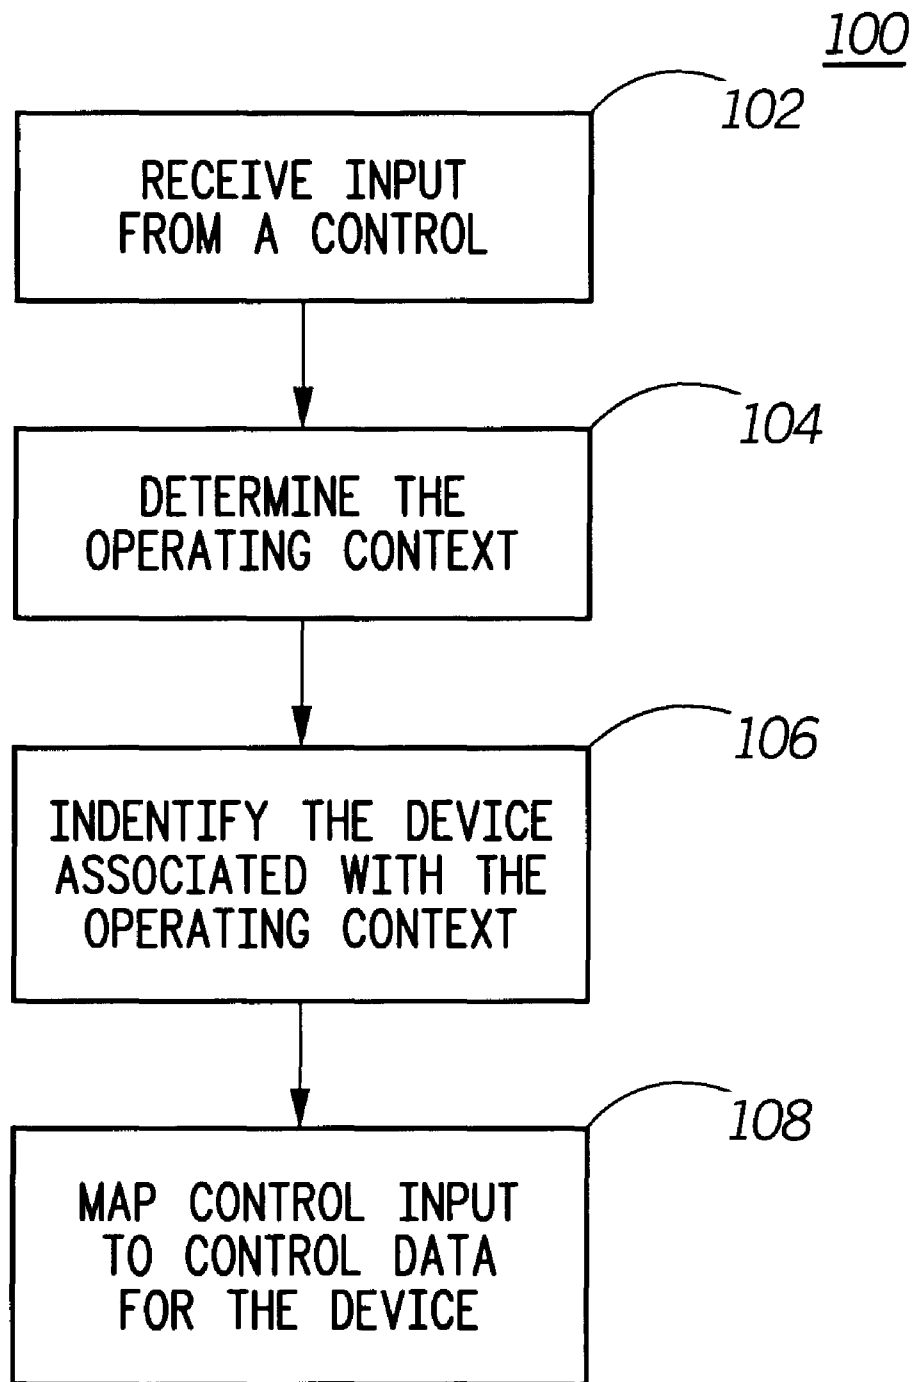 100
102
RECEIVE INPUT
FROM A CONTROL
104
DETERMINE THE
OPERATING CONTEXT
106
INDENTIFY THE DEVICE
ASSOCIATED WITH THE
OPERATING CONTEXT
108
MAP CONTROL INPUT
TO CONTROL DATA
FOR THE DEVICE